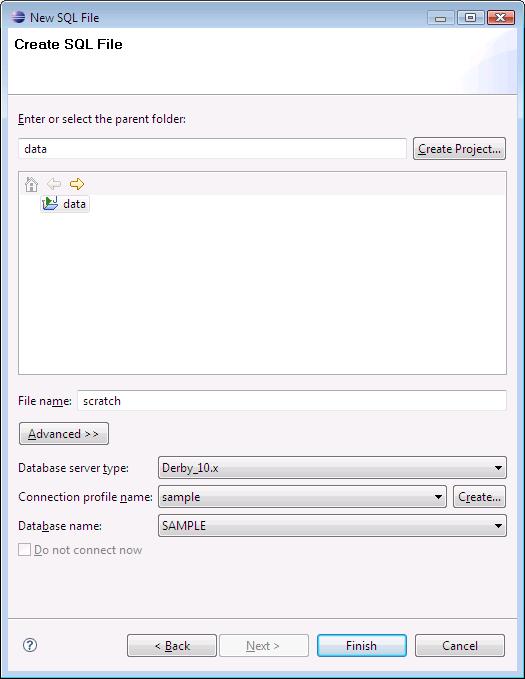 New SQL File
Create SQL File
Enter or select the parent folder:
data
Create Project...
data
File name: scratch
Advanced >>
Database server type: Derby_10.x
Connection profile name: sample Create...
Database name: SAMPLE
Do not connect now
? < Back Next > Finish Cancel